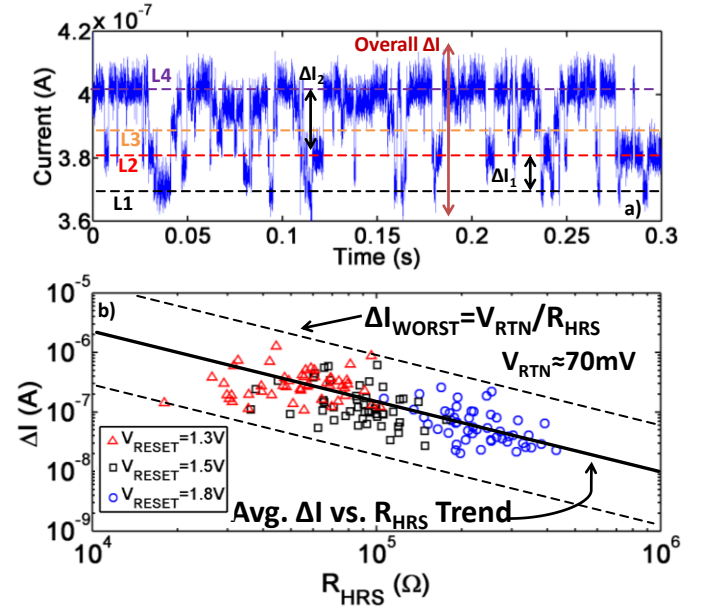 4.2 x 10⁻⁷
Overall ΔI
L4
ΔI₂
4
L3
L2
3.8
ΔI₁
L1
3.6
a)
Current (A)
0 0.05 0.1 0.15 0.2 0.25 0.3
Time (s)
10⁻⁵
b)
ΔI_WORST=V_RTN/R_HRS
10⁻⁶
V_RTN≈70mV
10⁻⁷
ΔI (A)
V_RESET=1.3V
V_RESET=1.5V
10⁻⁸
V_RESET=1.8V
Avg. ΔI vs. R_HRS Trend
10⁻⁹
10⁴ 10⁵ 10⁶
R_HRS (Ω)